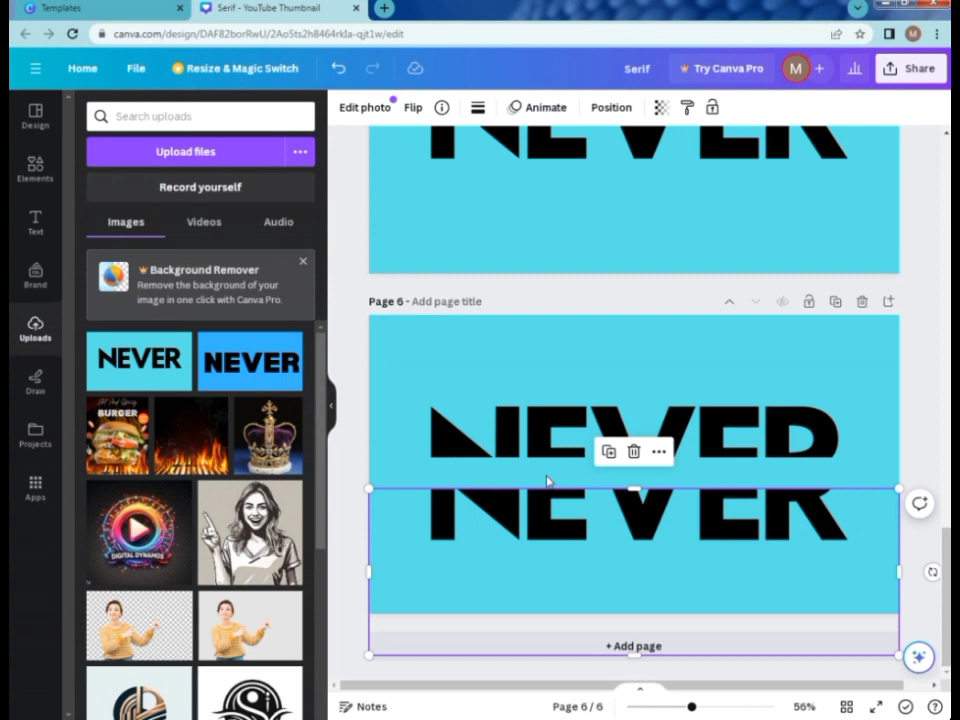 Templates
Serif - YouTube Thumbnail
canva.com/design/DAF82borRwU/2Ao5ts2h8464rkIa-qjt1w/edit
Home File Resize & Magic Switch Serif Try Canva Pro M + Share
M
Design
Elements
Text
Brand
Uploads
Draw
Projects
Apps
Search uploads
Upload files
Record yourself
Images Videos Audio
Background Remover
Remove the background of your
image in one click with Canva Pro.
NEVER NEVER
BURGER
DIGITAL DYNAMOS
Edit photo Flip Animate Position
NEVER
Page 6 - Add page title
NEVER
NEVER
+ Add page
Notes Page 6 / 6 56%